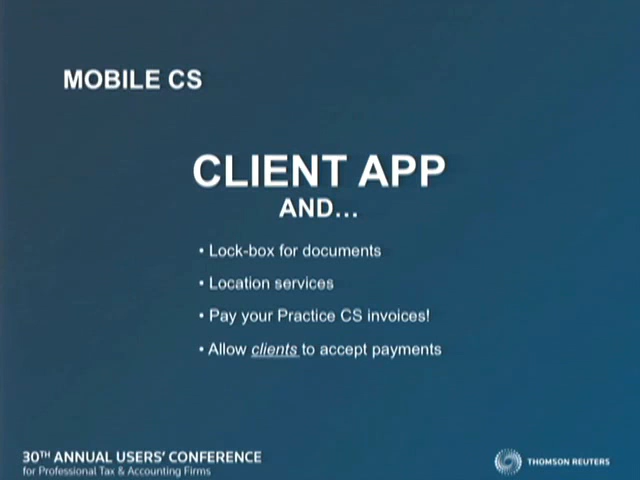 MOBILE CS
CLIENT APP
AND...
• Lock-box for documents
• Location services
• Pay your Practice CS invoices!
• Allow clients to accept payments
30TH ANNUAL USERS' CONFERENCE
for Professional Tax & Accounting Firms
THOMSON REUTERS